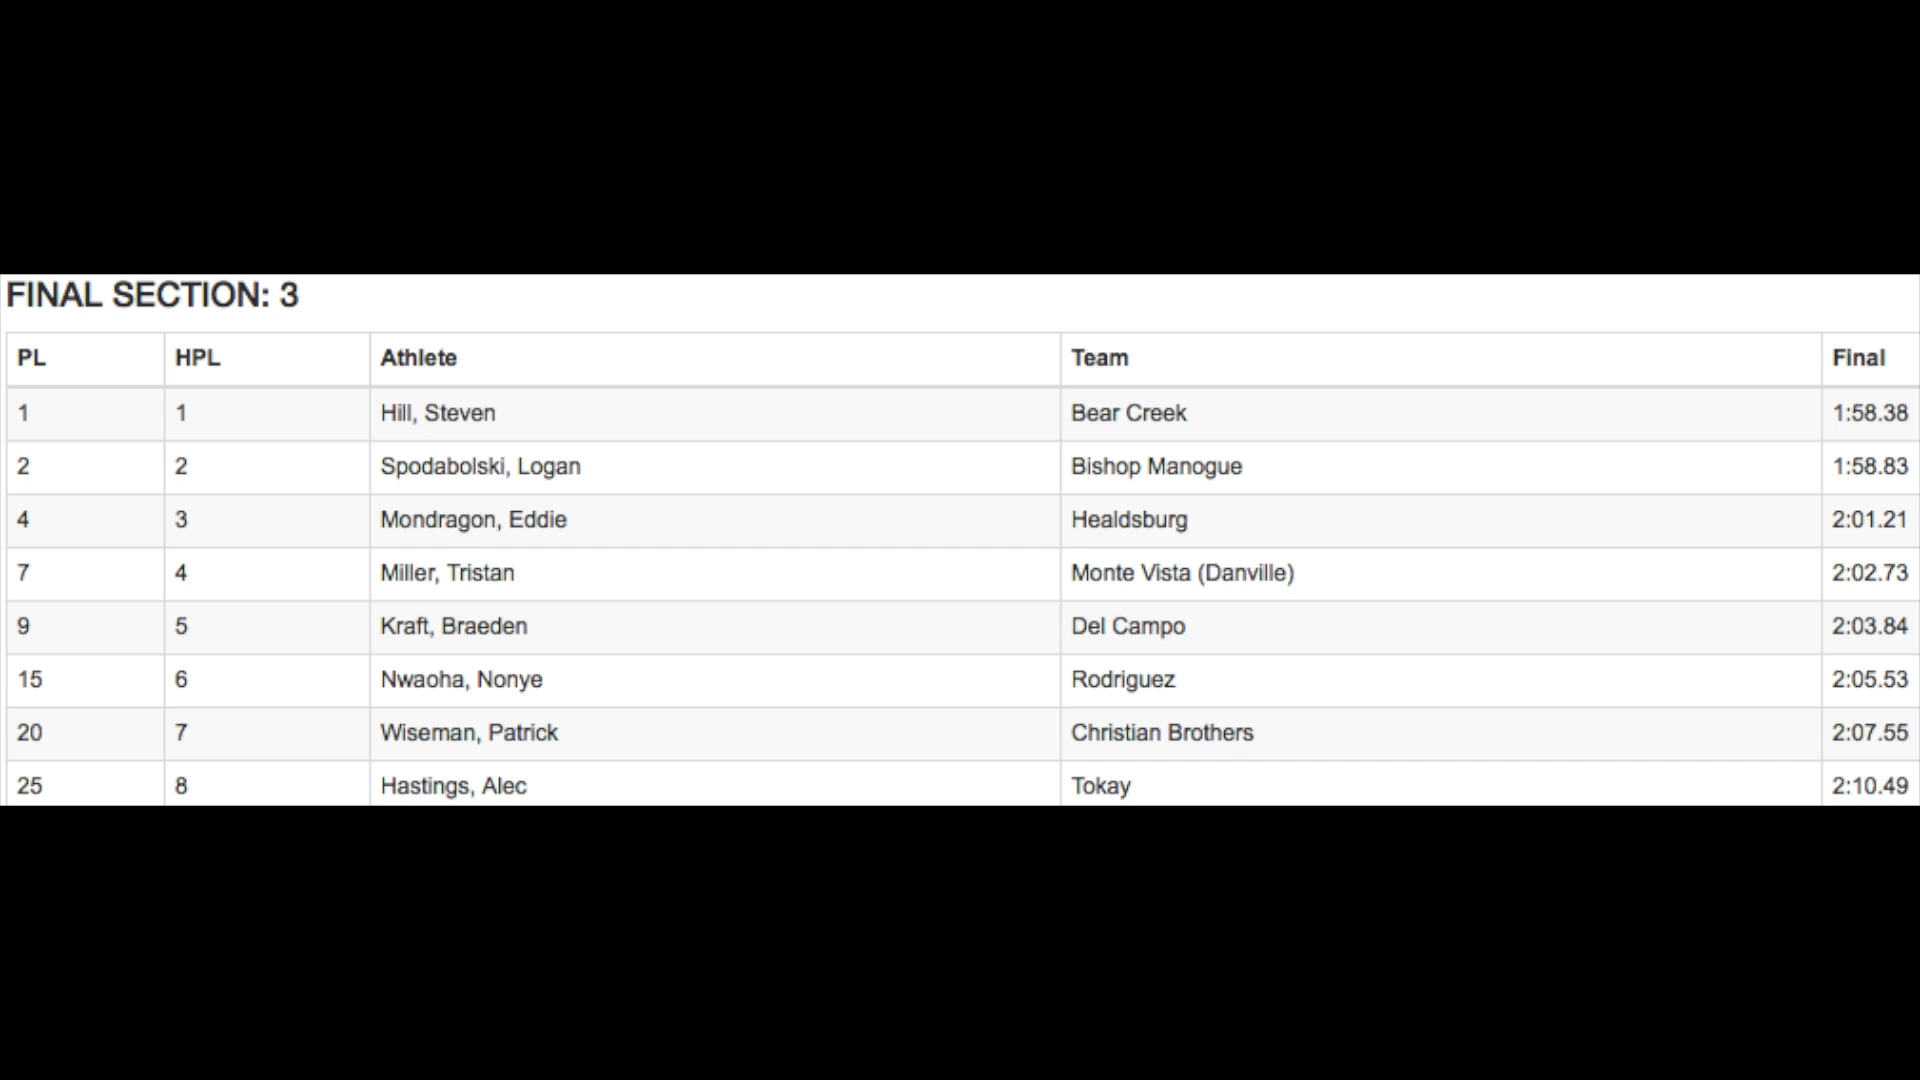 FINAL SECTION: 3
PL HPL Athlete Team Final
1 1 Hill, Steven Bear Creek 1:58.38
2 2 Spodabolski, Logan Bishop Manogue 1:58.83
4 3 Mondragon, Eddie Healdsburg 2:01.21
7 4 Miller, Tristan Monte Vista (Danville) 2:02.73
9 5 Kraft, Braeden Del Campo 2:03.84
15 6 Nwaoha, Nonye Rodriguez 2:05.53
20 7 Wiseman, Patrick Christian Brothers 2:07.55
25 8 Hastings, Alec Tokay 2:10.49